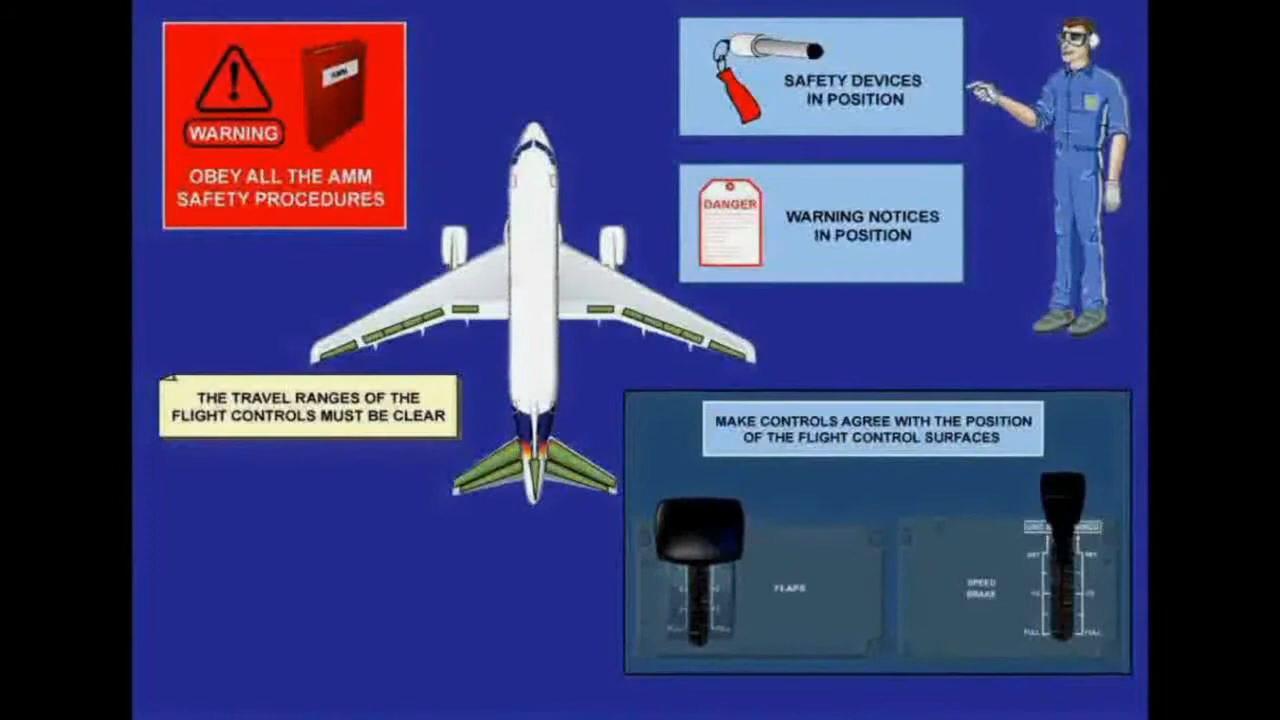 WARNING
OBEY ALL THE AMM
SAFETY PROCEDURES
SAFETY DEVICES
IN POSITION
DANGER
WARNING NOTICES
IN POSITION
THE TRAVEL RANGES OF THE
FLIGHT CONTROLS MUST BE CLEAR
MAKE CONTROLS AGREE WITH THE POSITION
OF THE FLIGHT CONTROL SURFACES
FLAPS
SPEED
BRAKE
FULL FULL